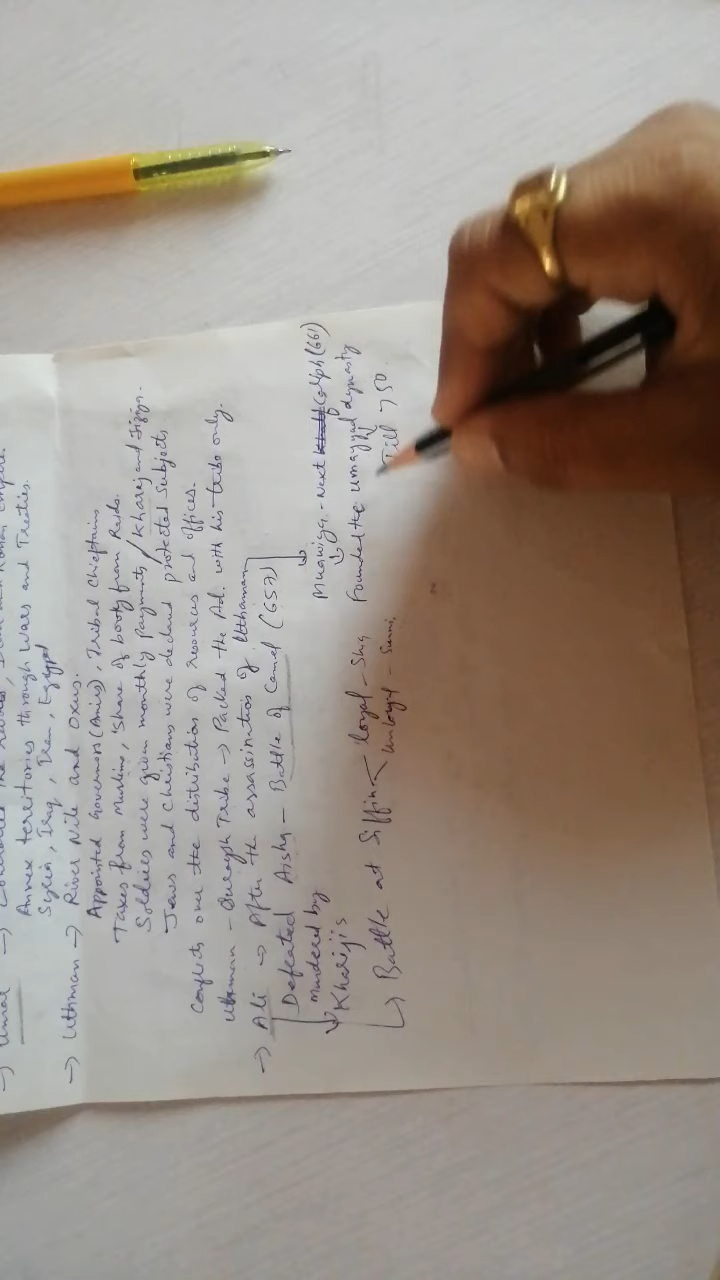 → Umar →
Annex territories through wars and Treaties.
Syria, Iraq, Iran, Egypt
→ Uthman → River Nile and Oxus.
Appointed Governors (Amirs), Tribal Chieftains
Taxes from Muslims, Share of booty from Raids.
Soldiers were given monthly payments / Kharaj and Jizya.
Jews and Christians were declared protected subjects
Conflicts over the distribution of resources and offices.
Uthman - Quraysh Tribe → Packed the Ad. with his tribe only.
→ Ali → After the assassination of Uthaman
Defeated Aisha - Battle of Camel (657)
murdered by
Kharijis
Muawiya - Next Caliph (661)
Founded the Umayyad dynasty
Till 750.
↳ Battle at Siffin < loyal - Shia
Unloyal - Sunni